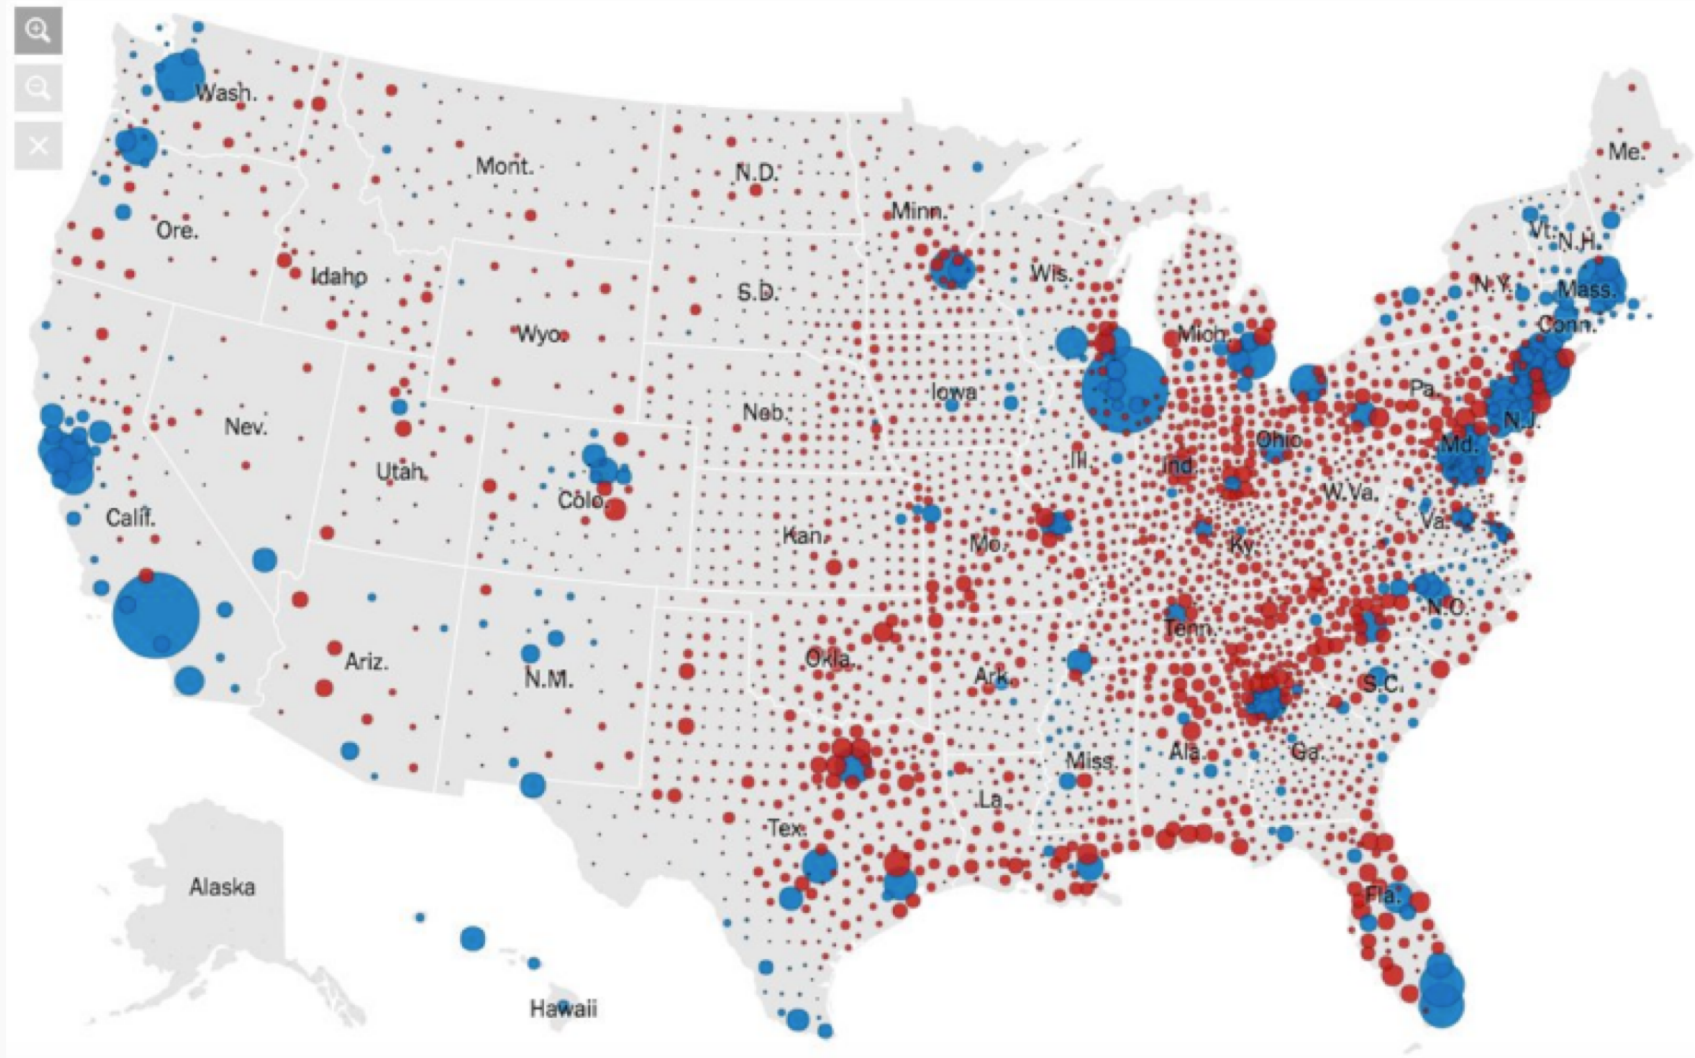 Wash.
Mont.
N.D.
Minn.
Me.
Ore.
Idaho
S.D.
Wis.
Vt.
N.H.
N.Y.
Mass.
Wyo.
Mich.
Conn.
Nev.
Neb.
Iowa
Pa.
N.J.
Utah
Colo.
Ill.
Ind.
Ohio
Md.
Calif.
Kan.
Mo.
Ky.
W.Va.
Va.
Ariz.
N.M.
Okla.
Ark.
Tenn.
N.C.
S.C.
Tex.
La.
Miss.
Ala.
Ga.
Alaska
Fla.
Hawaii